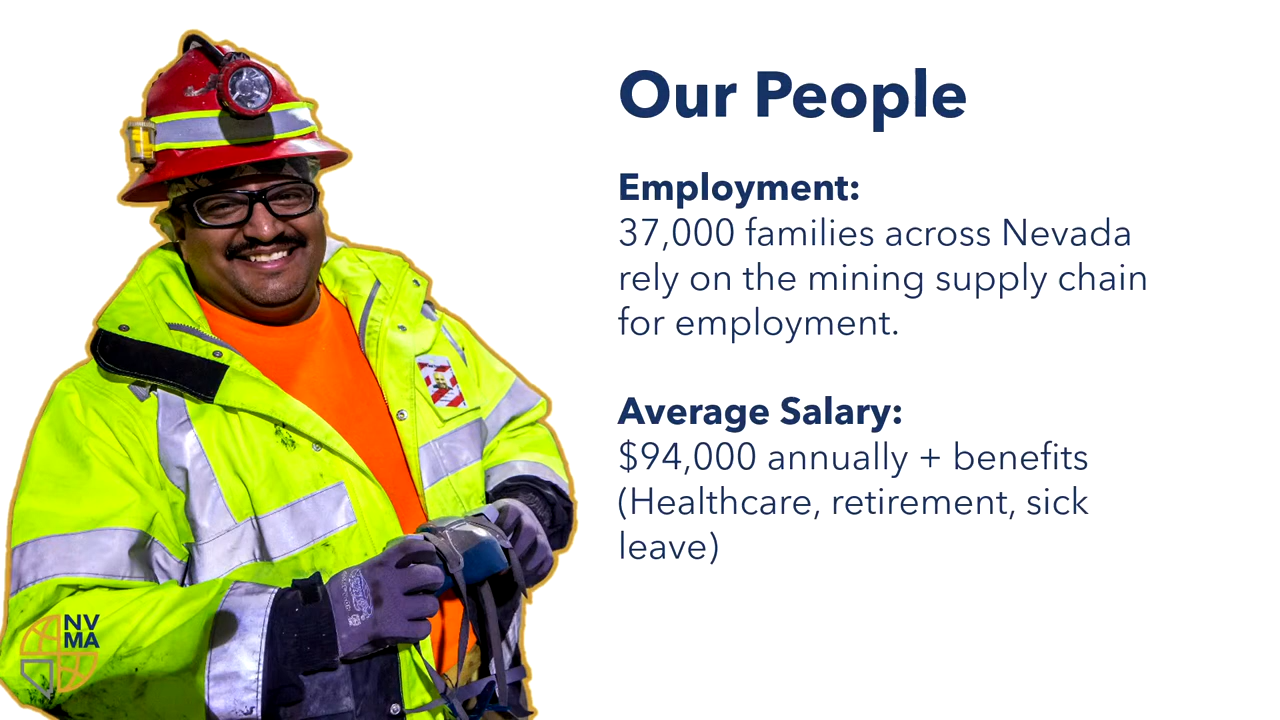 Our People
Employment:
37,000 families across Nevada
rely on the mining supply chain
for employment.
Average Salary:
$94,000 annually + benefits
(Healthcare, retirement, sick
leave)
NV
MA